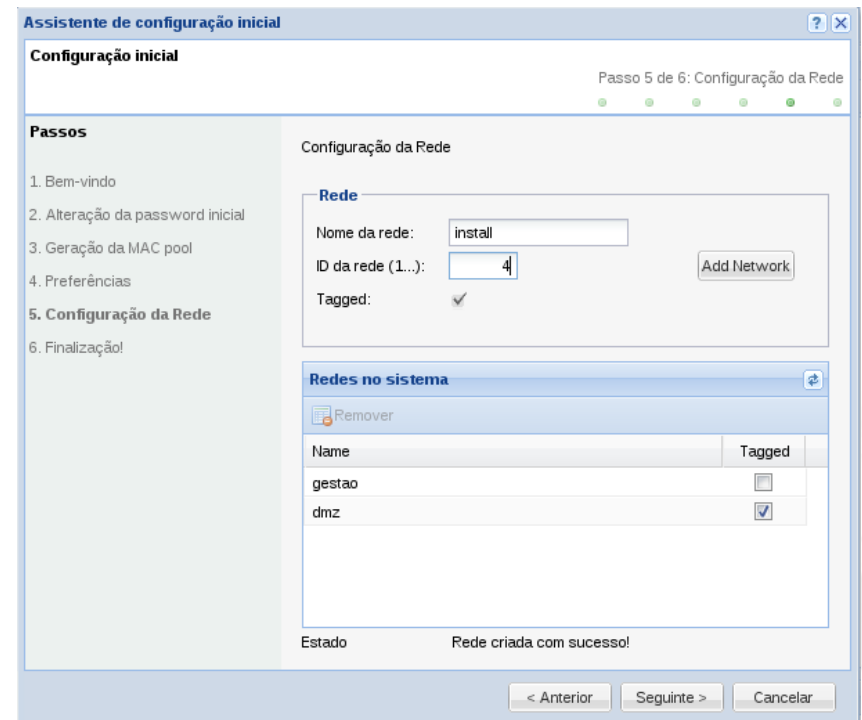 Assistente de configuração inicial
Configuração inicial
Passo 5 de 6: Configuração da Rede
Passos
1. Bem-vindo
2. Alteração da password inicial
3. Geração da MAC pool
4. Preferências
5. Configuração da Rede
6. Finalização!
Configuração da Rede
Rede
Nome da rede: install
ID da rede (1...): 4 Add Network
Tagged:
Redes no sistema
Remover
Name Tagged
gestao
dmz
Estado Rede criada com sucesso!
< Anterior Seguinte > Cancelar